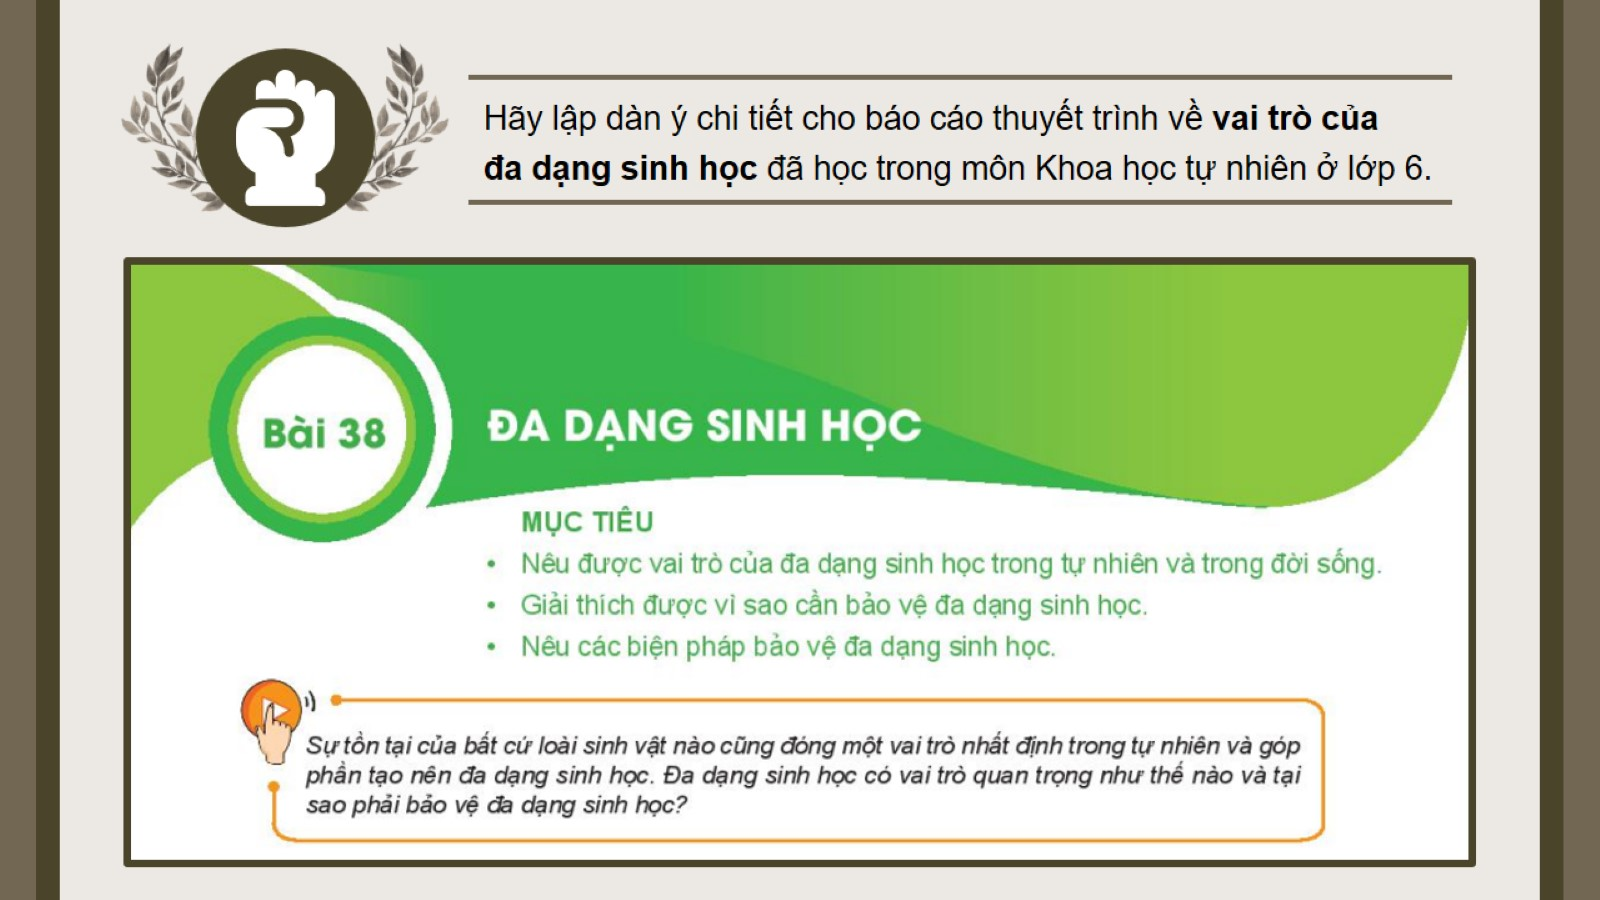 Hãy lập dàn ý chi tiết cho báo cáo thuyết trình về vai trò của
đa dạng sinh học đã học trong môn Khoa học tự nhiên ở lớp 6.
Bài 38
ĐA DẠNG SINH HỌC
MỤC TIÊU
• Nêu được vai trò của đa dạng sinh học trong tự nhiên và trong đời sống.
• Giải thích được vì sao cần bảo vệ đa dạng sinh học.
• Nêu các biện pháp bảo vệ đa dạng sinh học.
Sự tồn tại của bất cứ loài sinh vật nào cũng đóng một vai trò nhất định trong tự nhiên và góp
phần tạo nên đa dạng sinh học. Đa dạng sinh học có vai trò quan trọng như thế nào và tại
sao phải bảo vệ đa dạng sinh học?